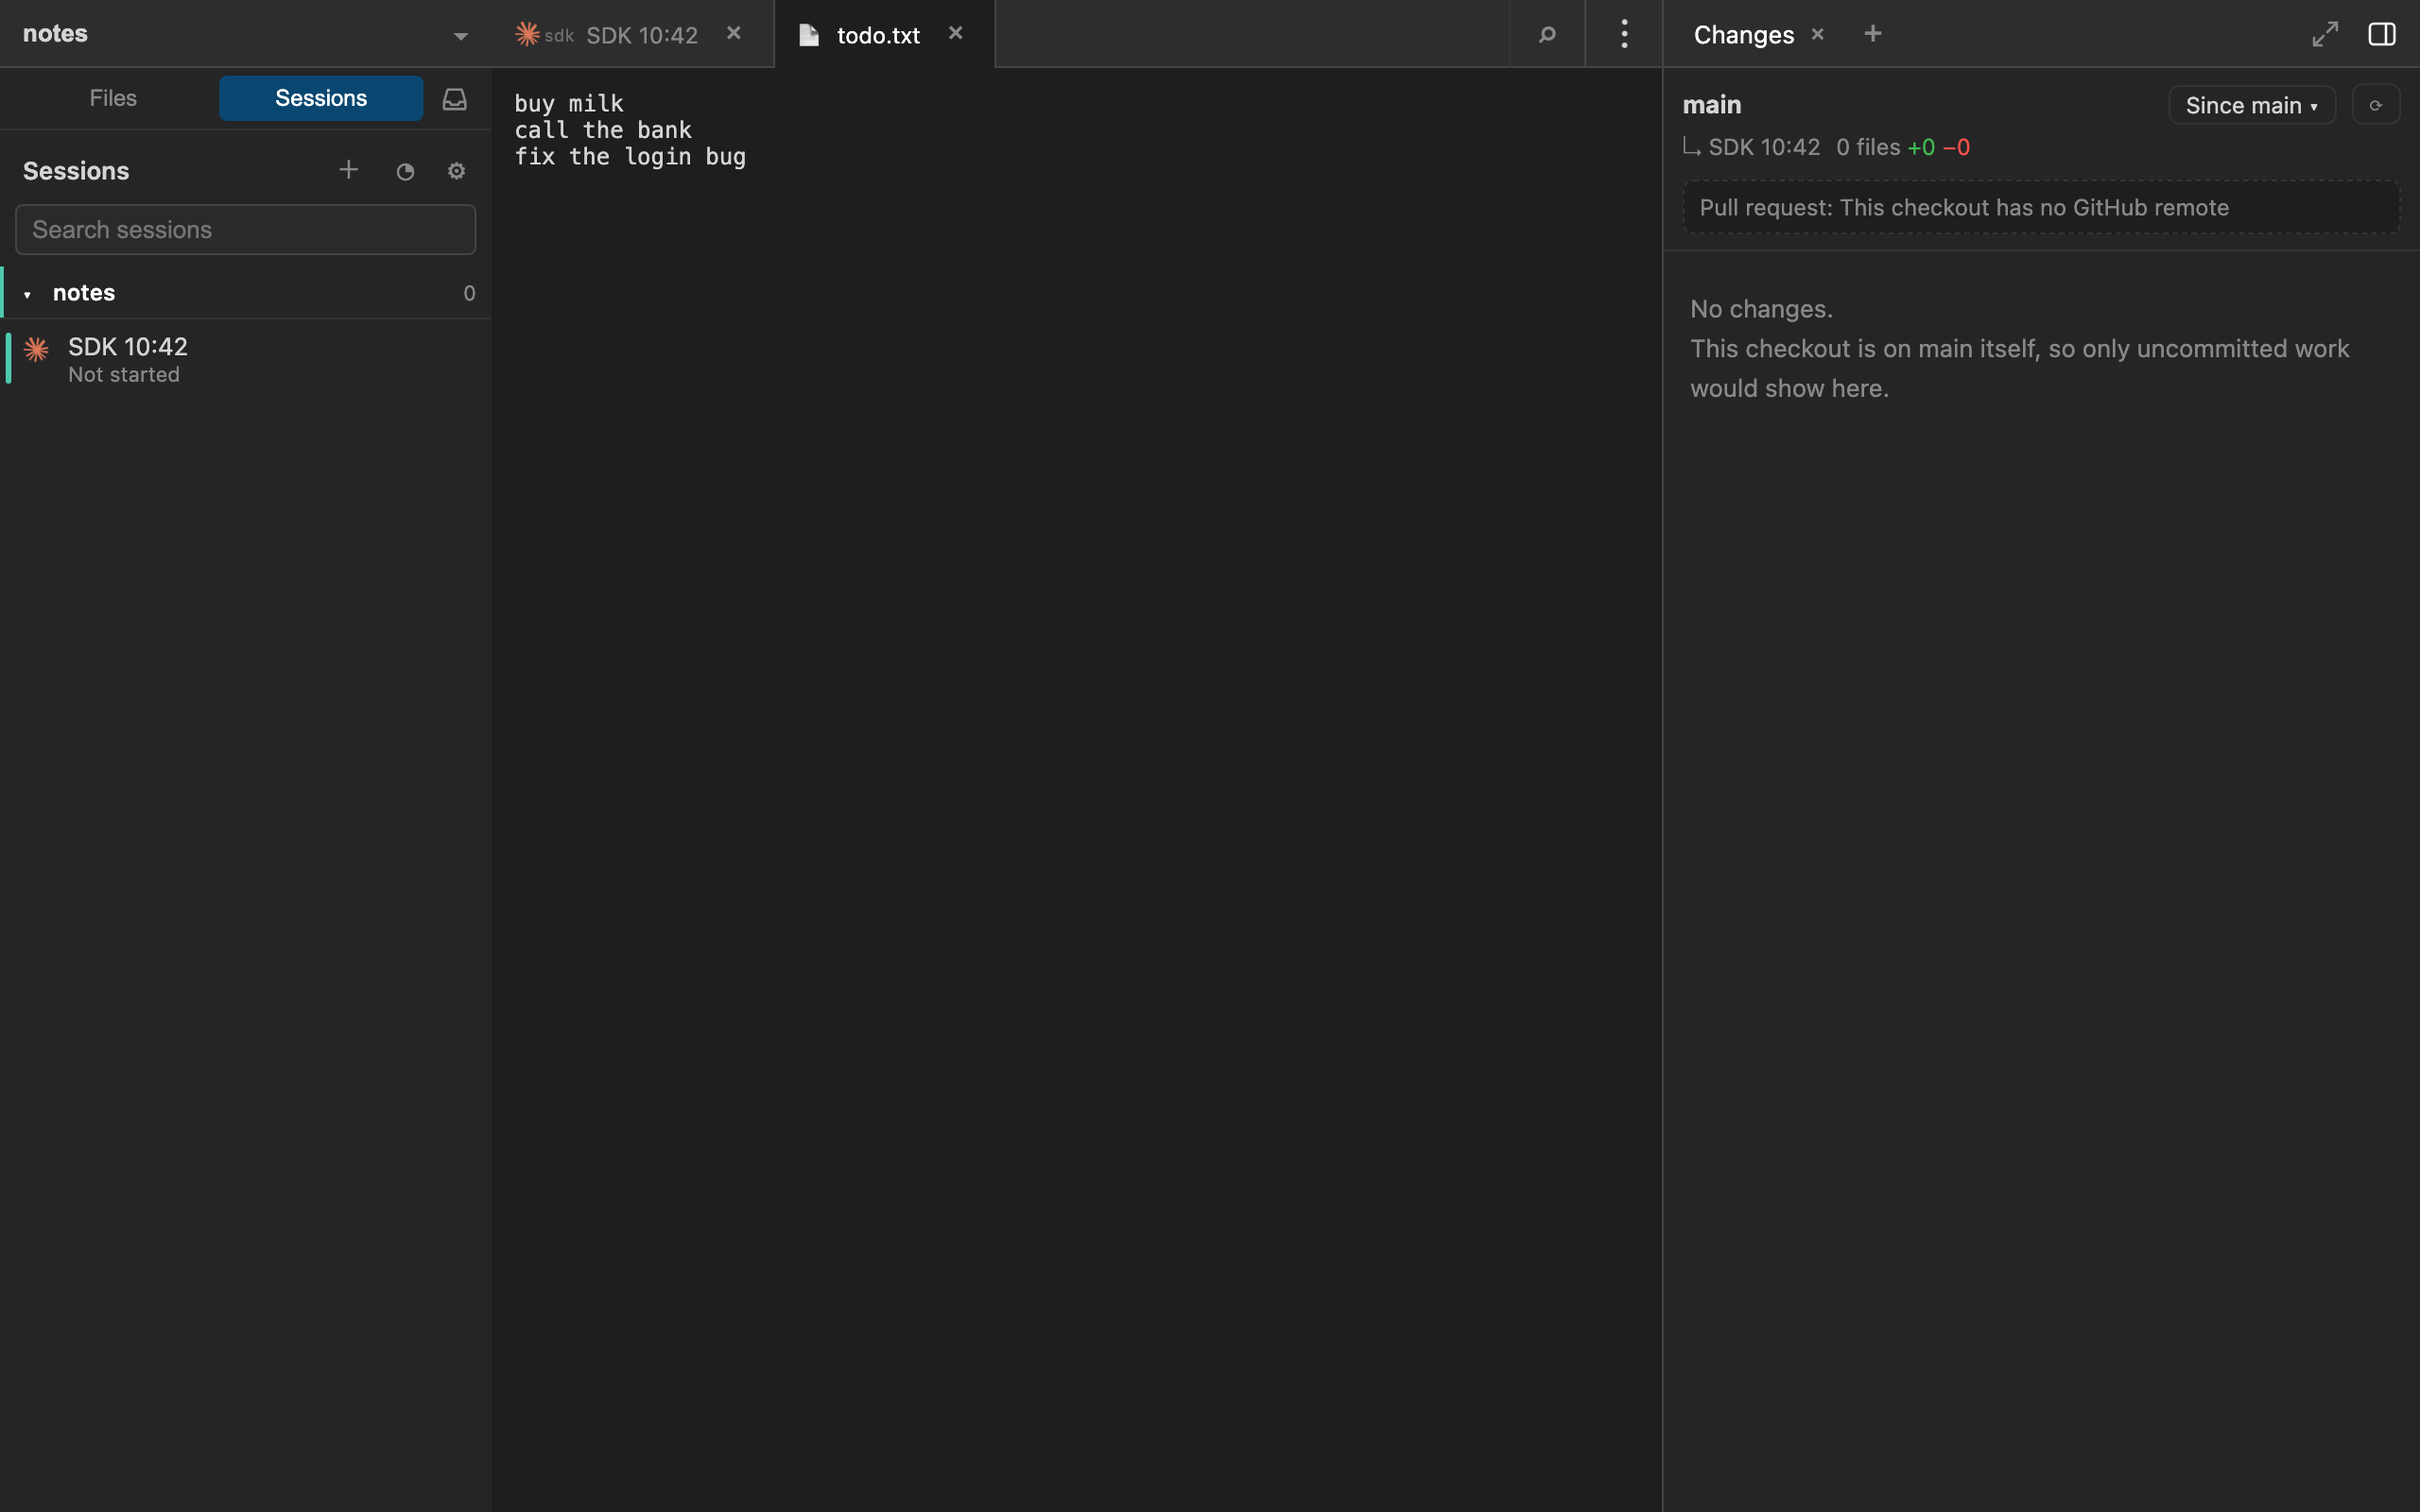 notes
sdk SDK 10:42
todo.txt
Changes
Files
Sessions
Sessions
Search sessions
notes 0
SDK 10:42
Not started
buy milk
call the bank
fix the login bug
main
Since main
SDK 10:42 0 files +0 −0
Pull request: This checkout has no GitHub remote
No changes.
This checkout is on main itself, so only uncommitted work
would show here.